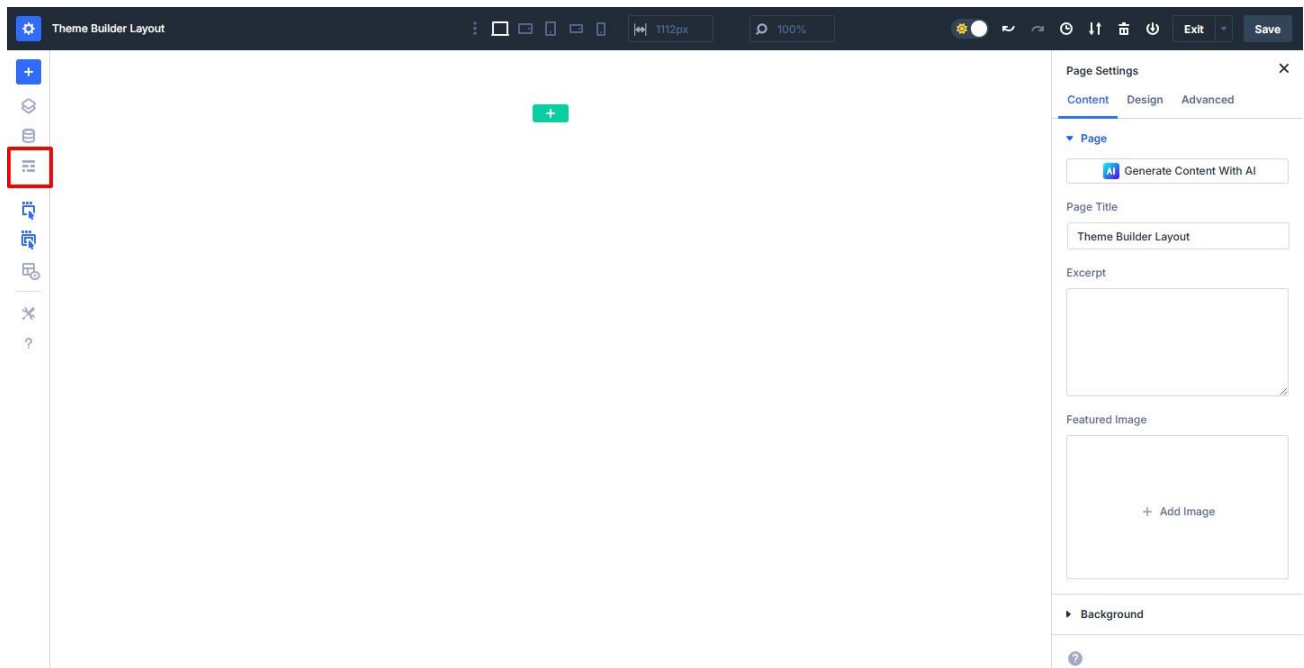 Theme Builder Layout
1112px
100%
Exit
Save
Page Settings
Content Design Advanced
Page
AI Generate Content With AI
Page Title
Theme Builder Layout
Excerpt
Featured Image
+ Add Image
Background